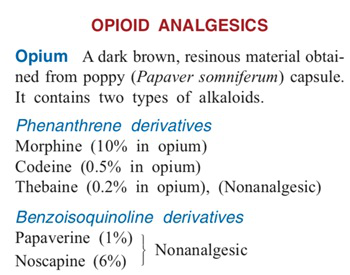 OPIOID ANALGESICS
Opium A dark brown, resinous material obtai-
ned from poppy (Papaver somniferum) capsule.
It contains two types of alkaloids.
Phenanthrene derivatives
Morphine (10% in opium)
Codeine (0.5% in opium)
Thebaine (0.2% in opium), (Nonanalgesic)
Benzoisoquinoline derivatives
Papaverine (1%)
Noscapine (6%) } Nonanalgesic